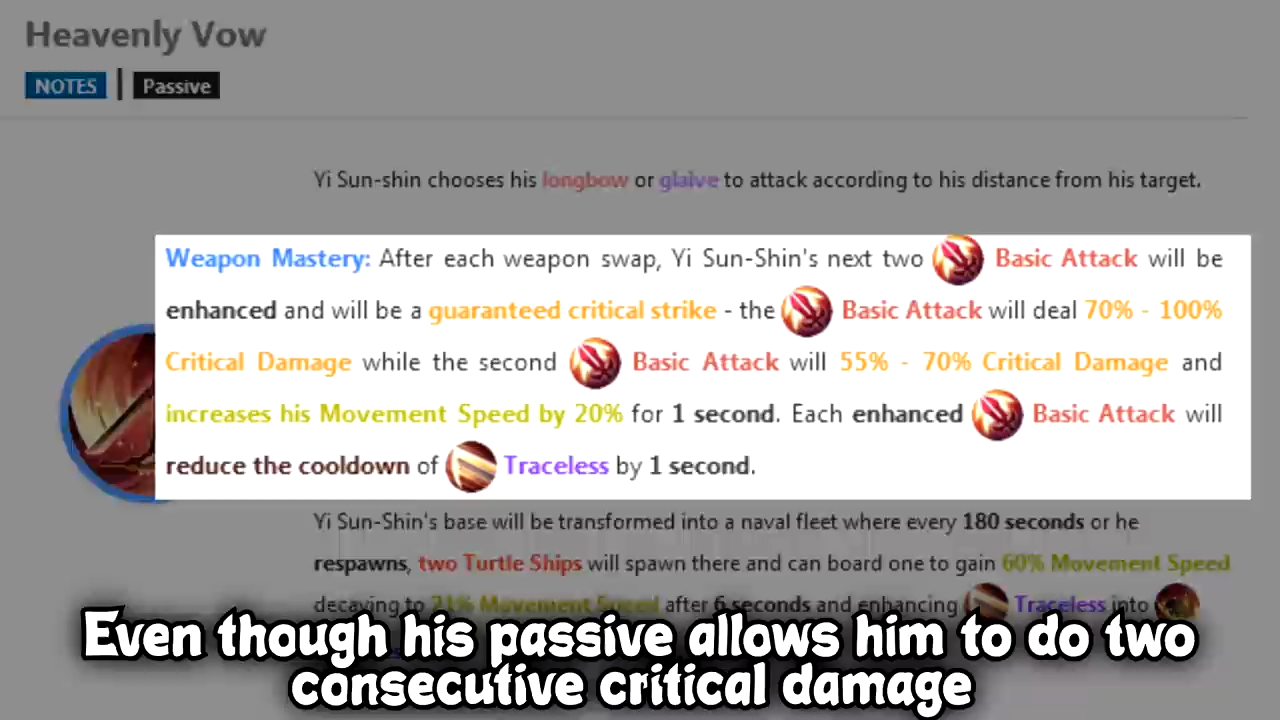 Heavenly Vow
NOTES | Passive
Yi Sun-shin chooses his longbow or glaive to attack according to his distance from his target.
Weapon Mastery: After each weapon swap, Yi Sun-Shin's next two Basic Attack will be
enhanced and will be a guaranteed critical strike - the Basic Attack will deal 70% - 100%
Critical Damage while the second Basic Attack will 55% - 70% Critical Damage and
increases his Movement Speed by 20% for 1 second. Each enhanced Basic Attack will
reduce the cooldown of Traceless by 1 second.
Yi Sun-Shin's base will be transformed into a naval fleet where every 180 seconds or he
respawns, two Turtle Ships will spawn there and can board one to gain 60% Movement Speed
decaying to 21% Movement Speed after 6 seconds and enhancing Traceless into
Even though his passive allows him to do two
consecutive critical damage